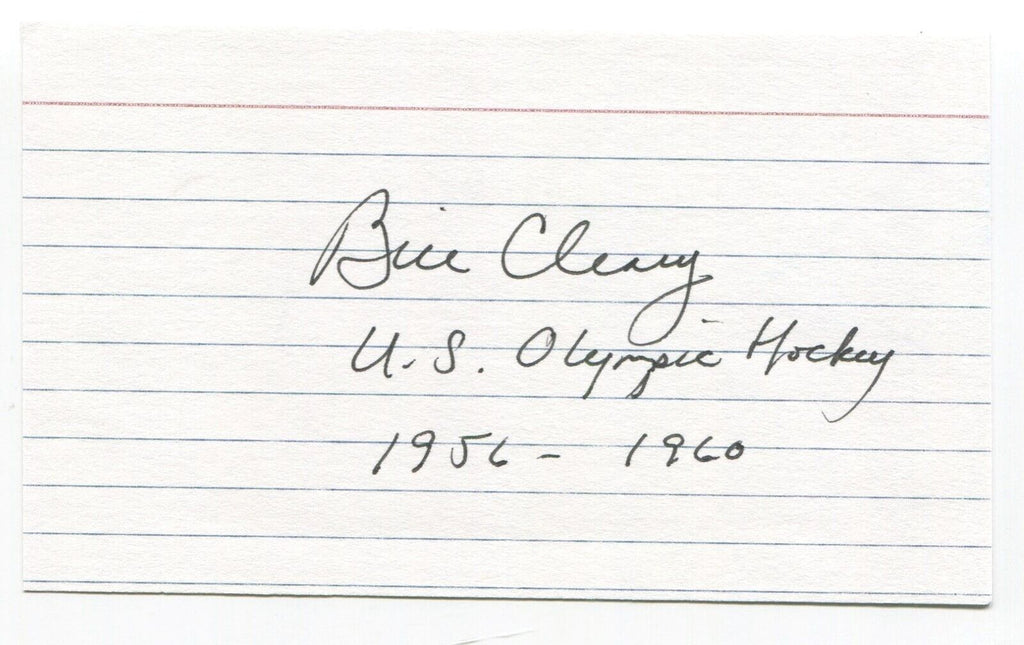 Bill Cleary
U.S. Olympic Hockey
1956 - 1960